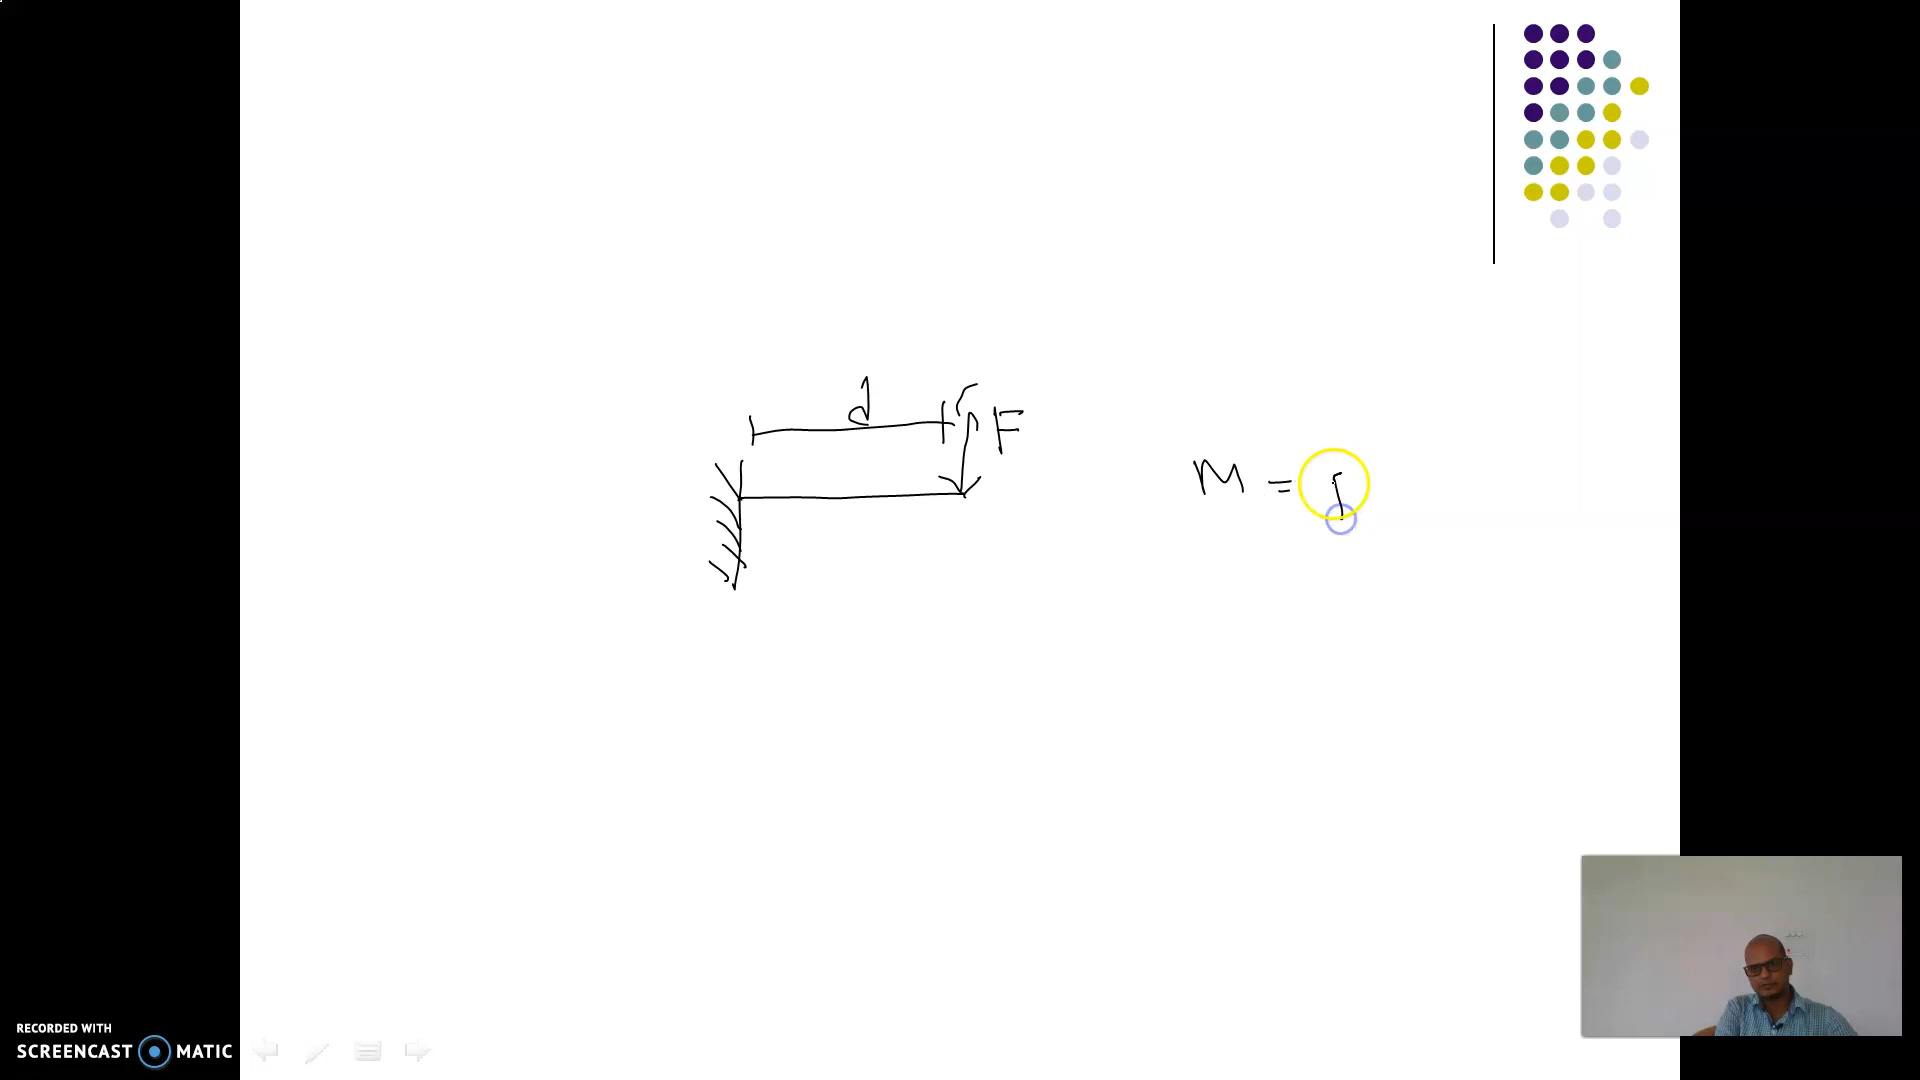 d
F
M =
RECORDED WITH
SCREENCAST MATIC